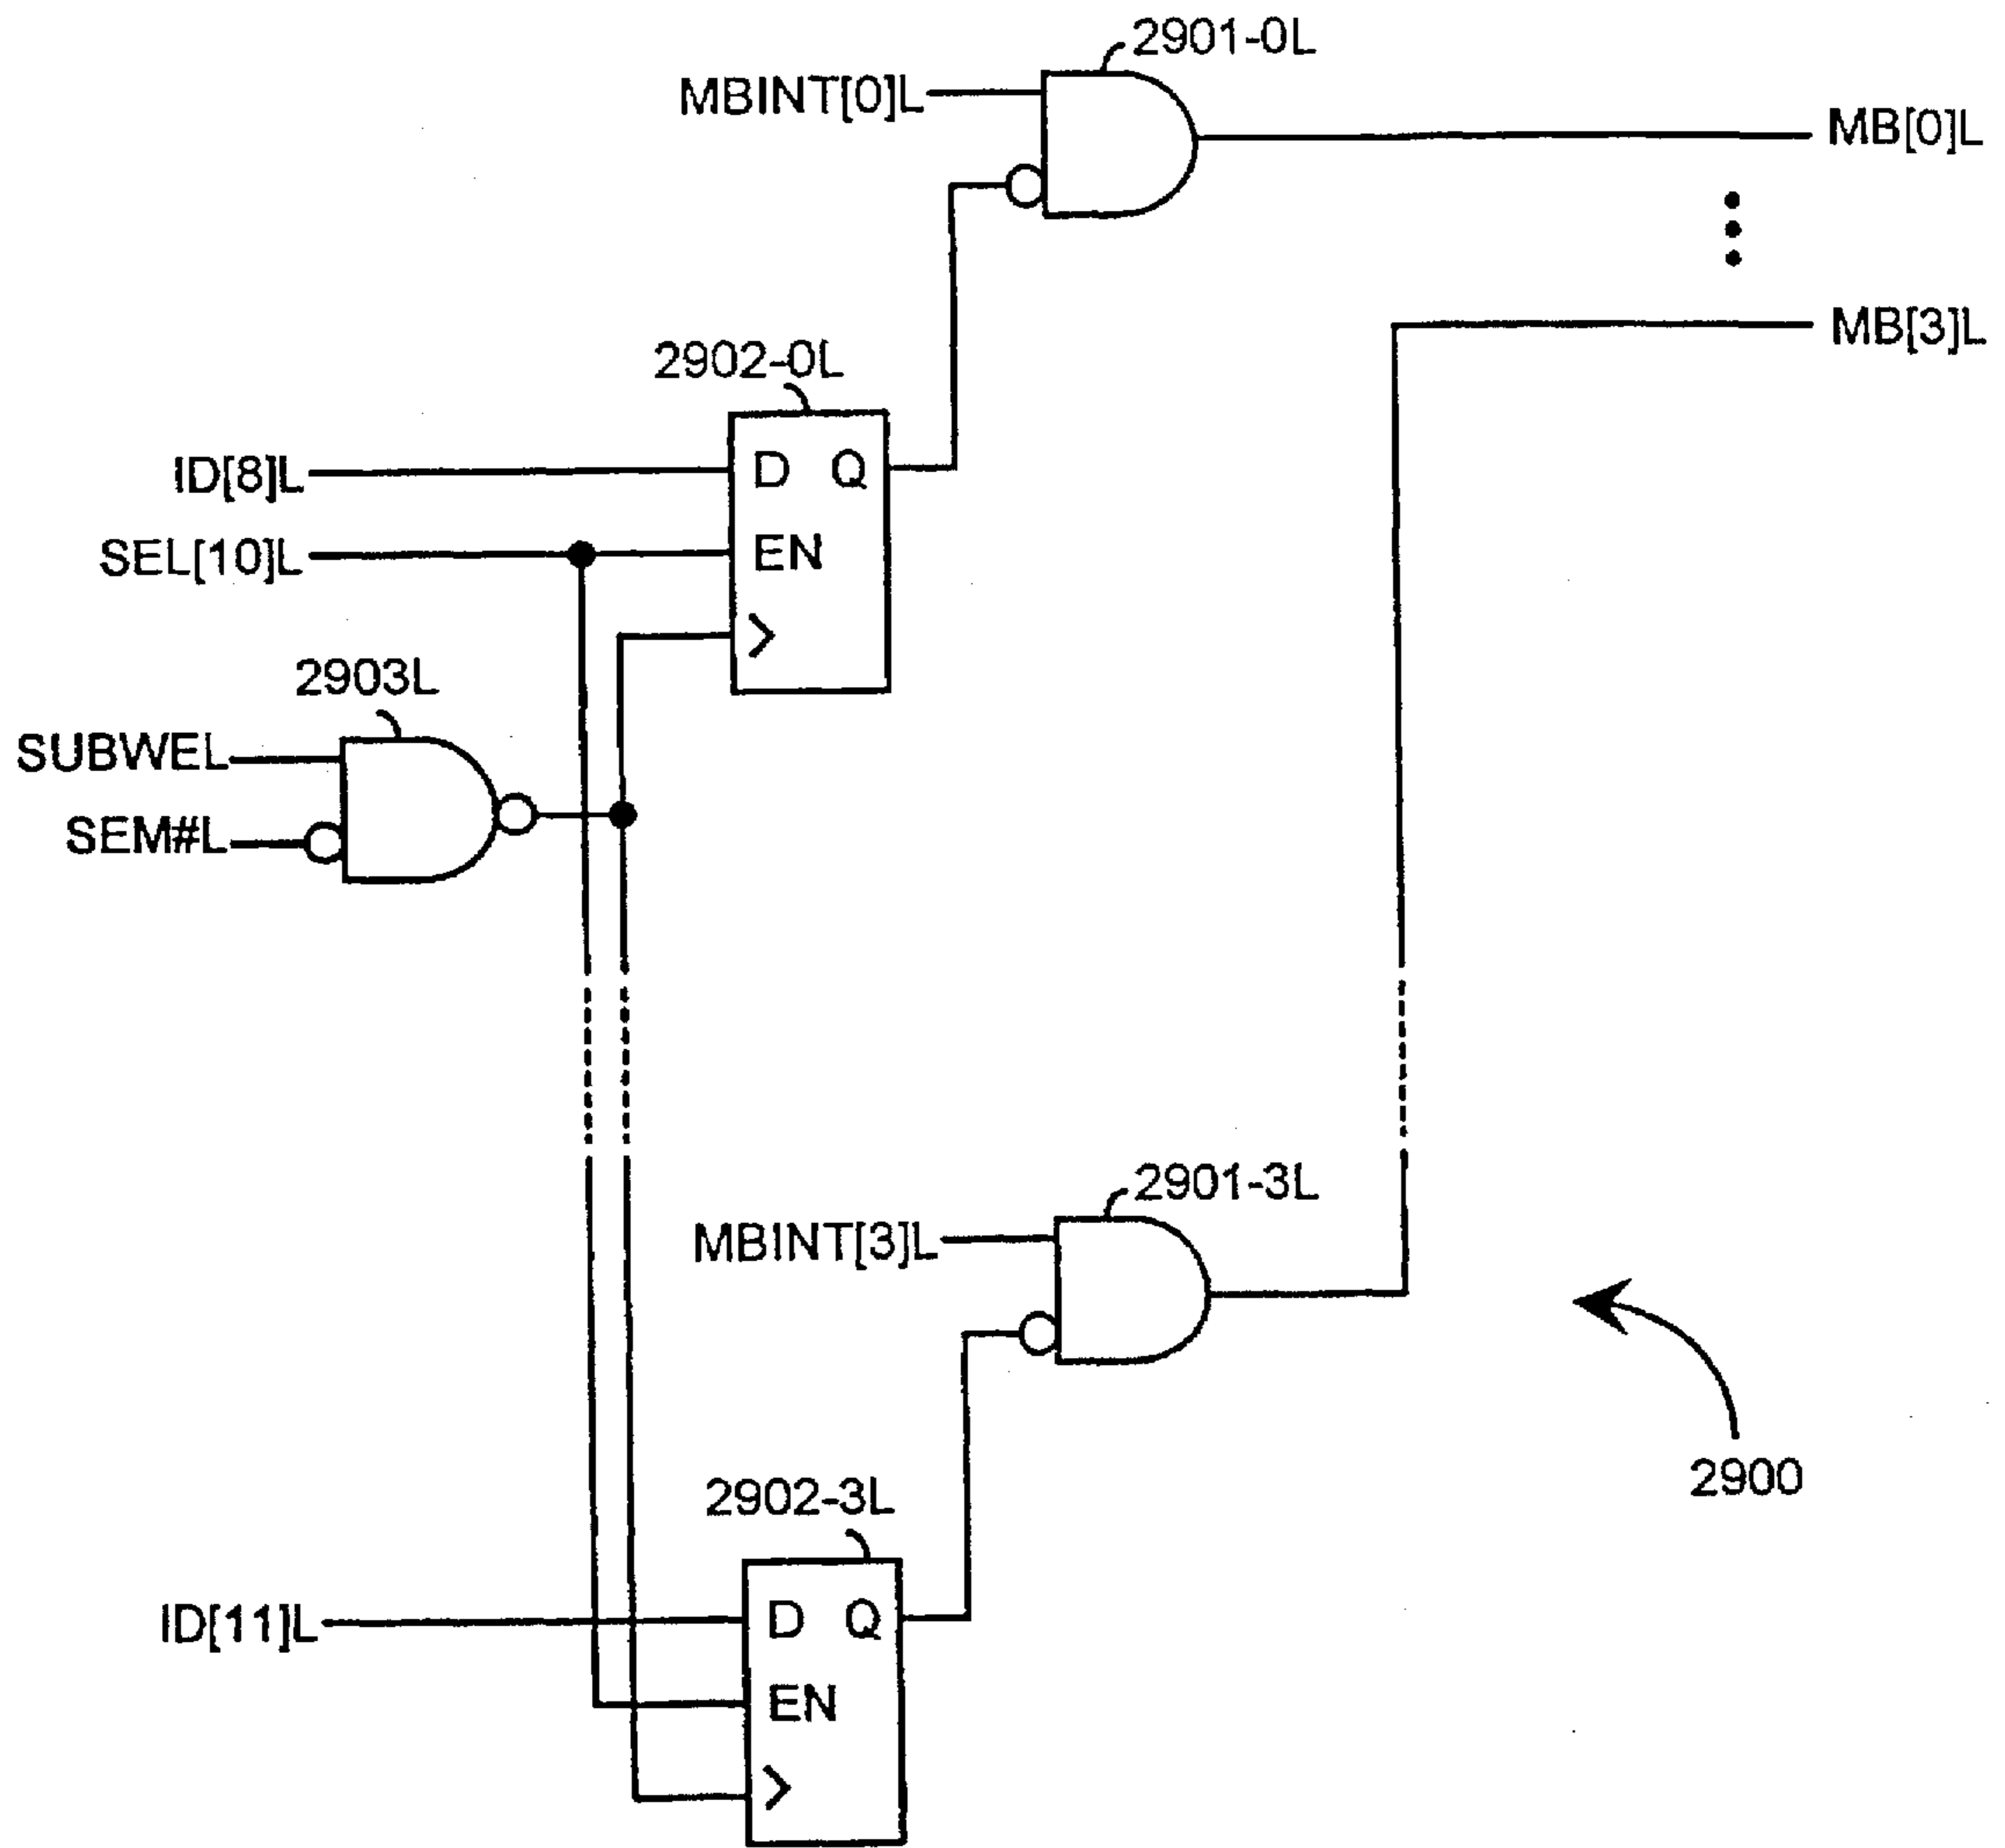 2901-0L
MBINT[0]L
MB[0]L
MB[3]L
2902-0L
ID[8]L
D Q
SEL[10]L
EN
2903L
SUBWEL
SEM#L
2901-3L
MBINT[3]L
2900
2902-3L
ID[11]L
D Q
EN